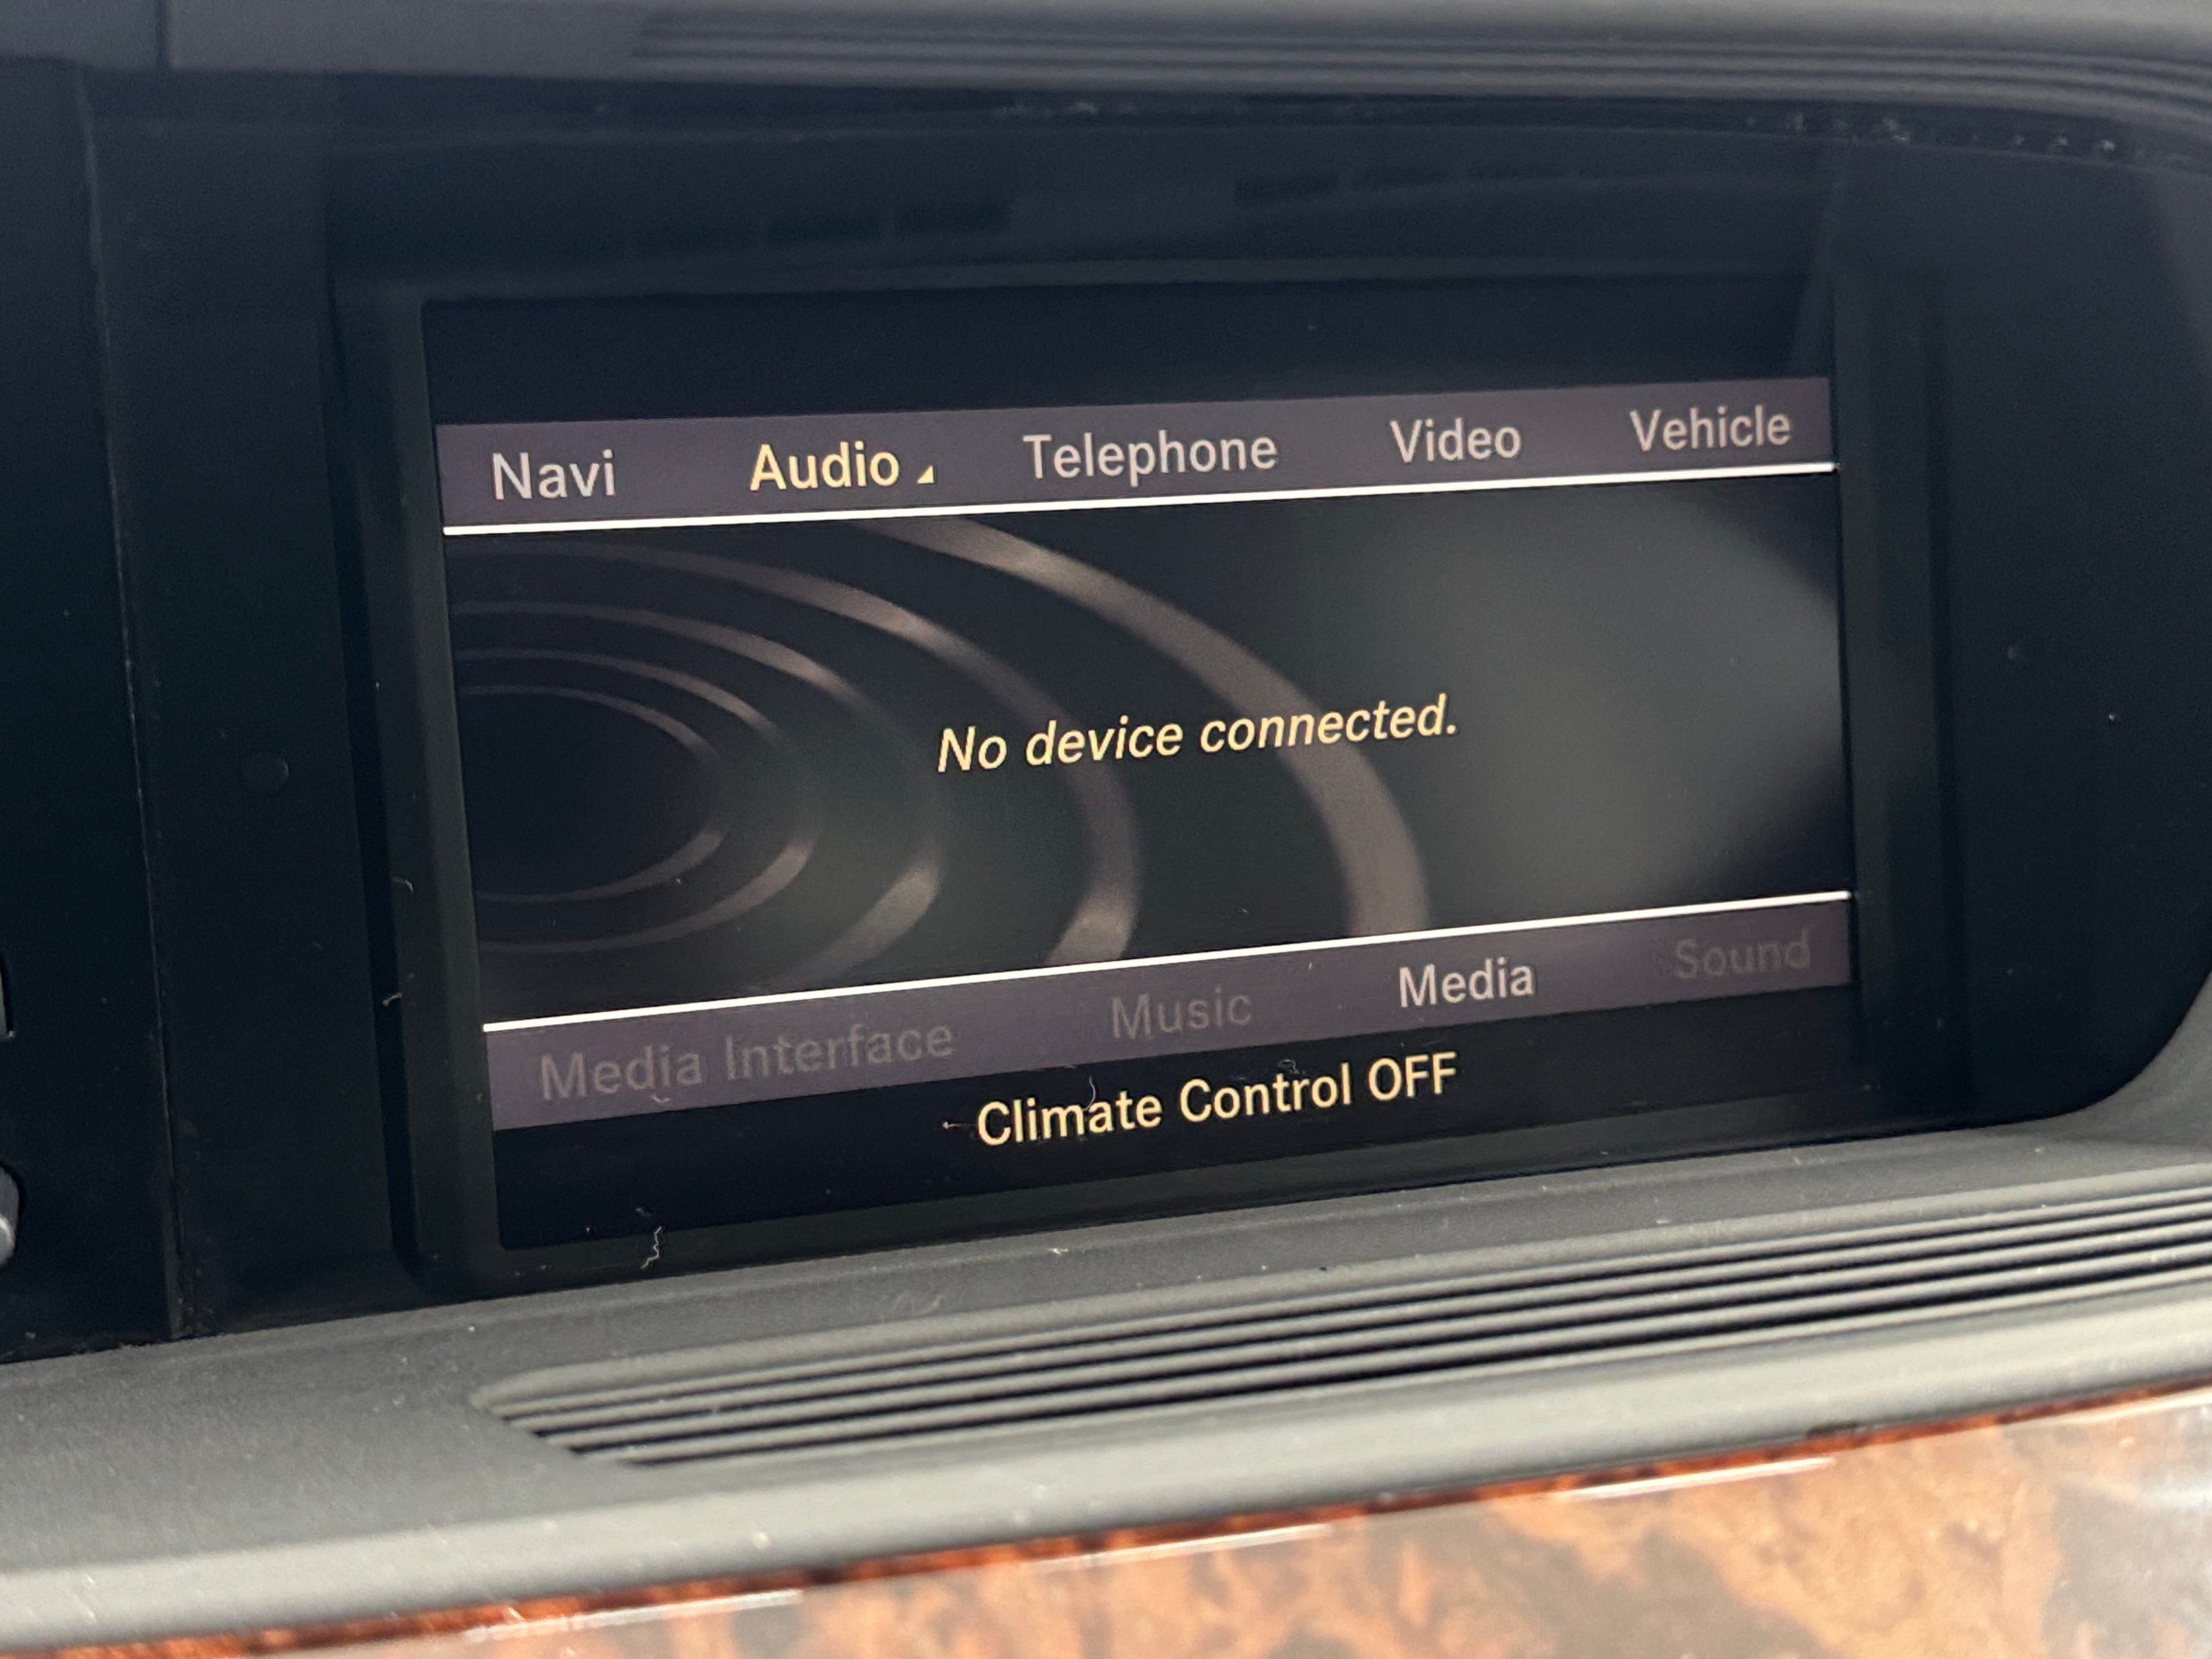 Navi Audio Telephone Video Vehicle
No device connected.
Media Interface Music Media Sound
Climate Control OFF